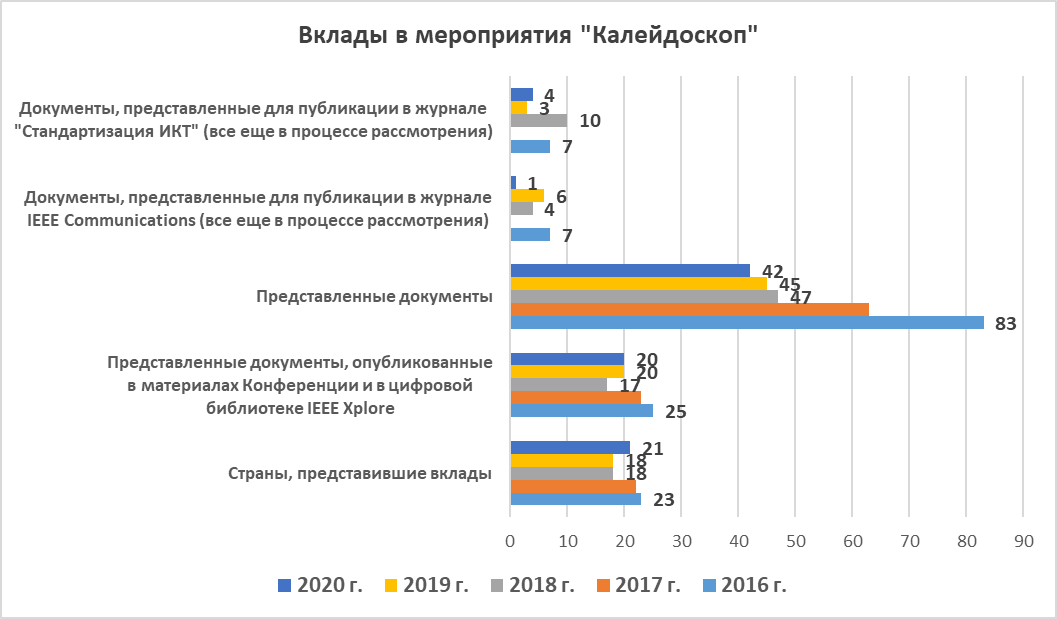 Вклады в мероприятия "Калейдоскоп"
Документы, представленные для публикации в журнале
"Стандартизация ИКТ" (все еще в процессе рассмотрения)
4
3
10
7
Документы, представленные для публикации в журнале
IEEE Communications (все еще в процессе рассмотрения)
1
6
4
7
Представленные документы
42
45
47
83
Представленные документы, опубликованные
в материалах Конференции и в цифровой
библиотеке IEEE Xplore
20
20
17
25
Страны, представившие вклады
21
18
18
23
0 10 20 30 40 50 60 70 80 90
2020 г. 2019 г. 2018 г. 2017 г. 2016 г.